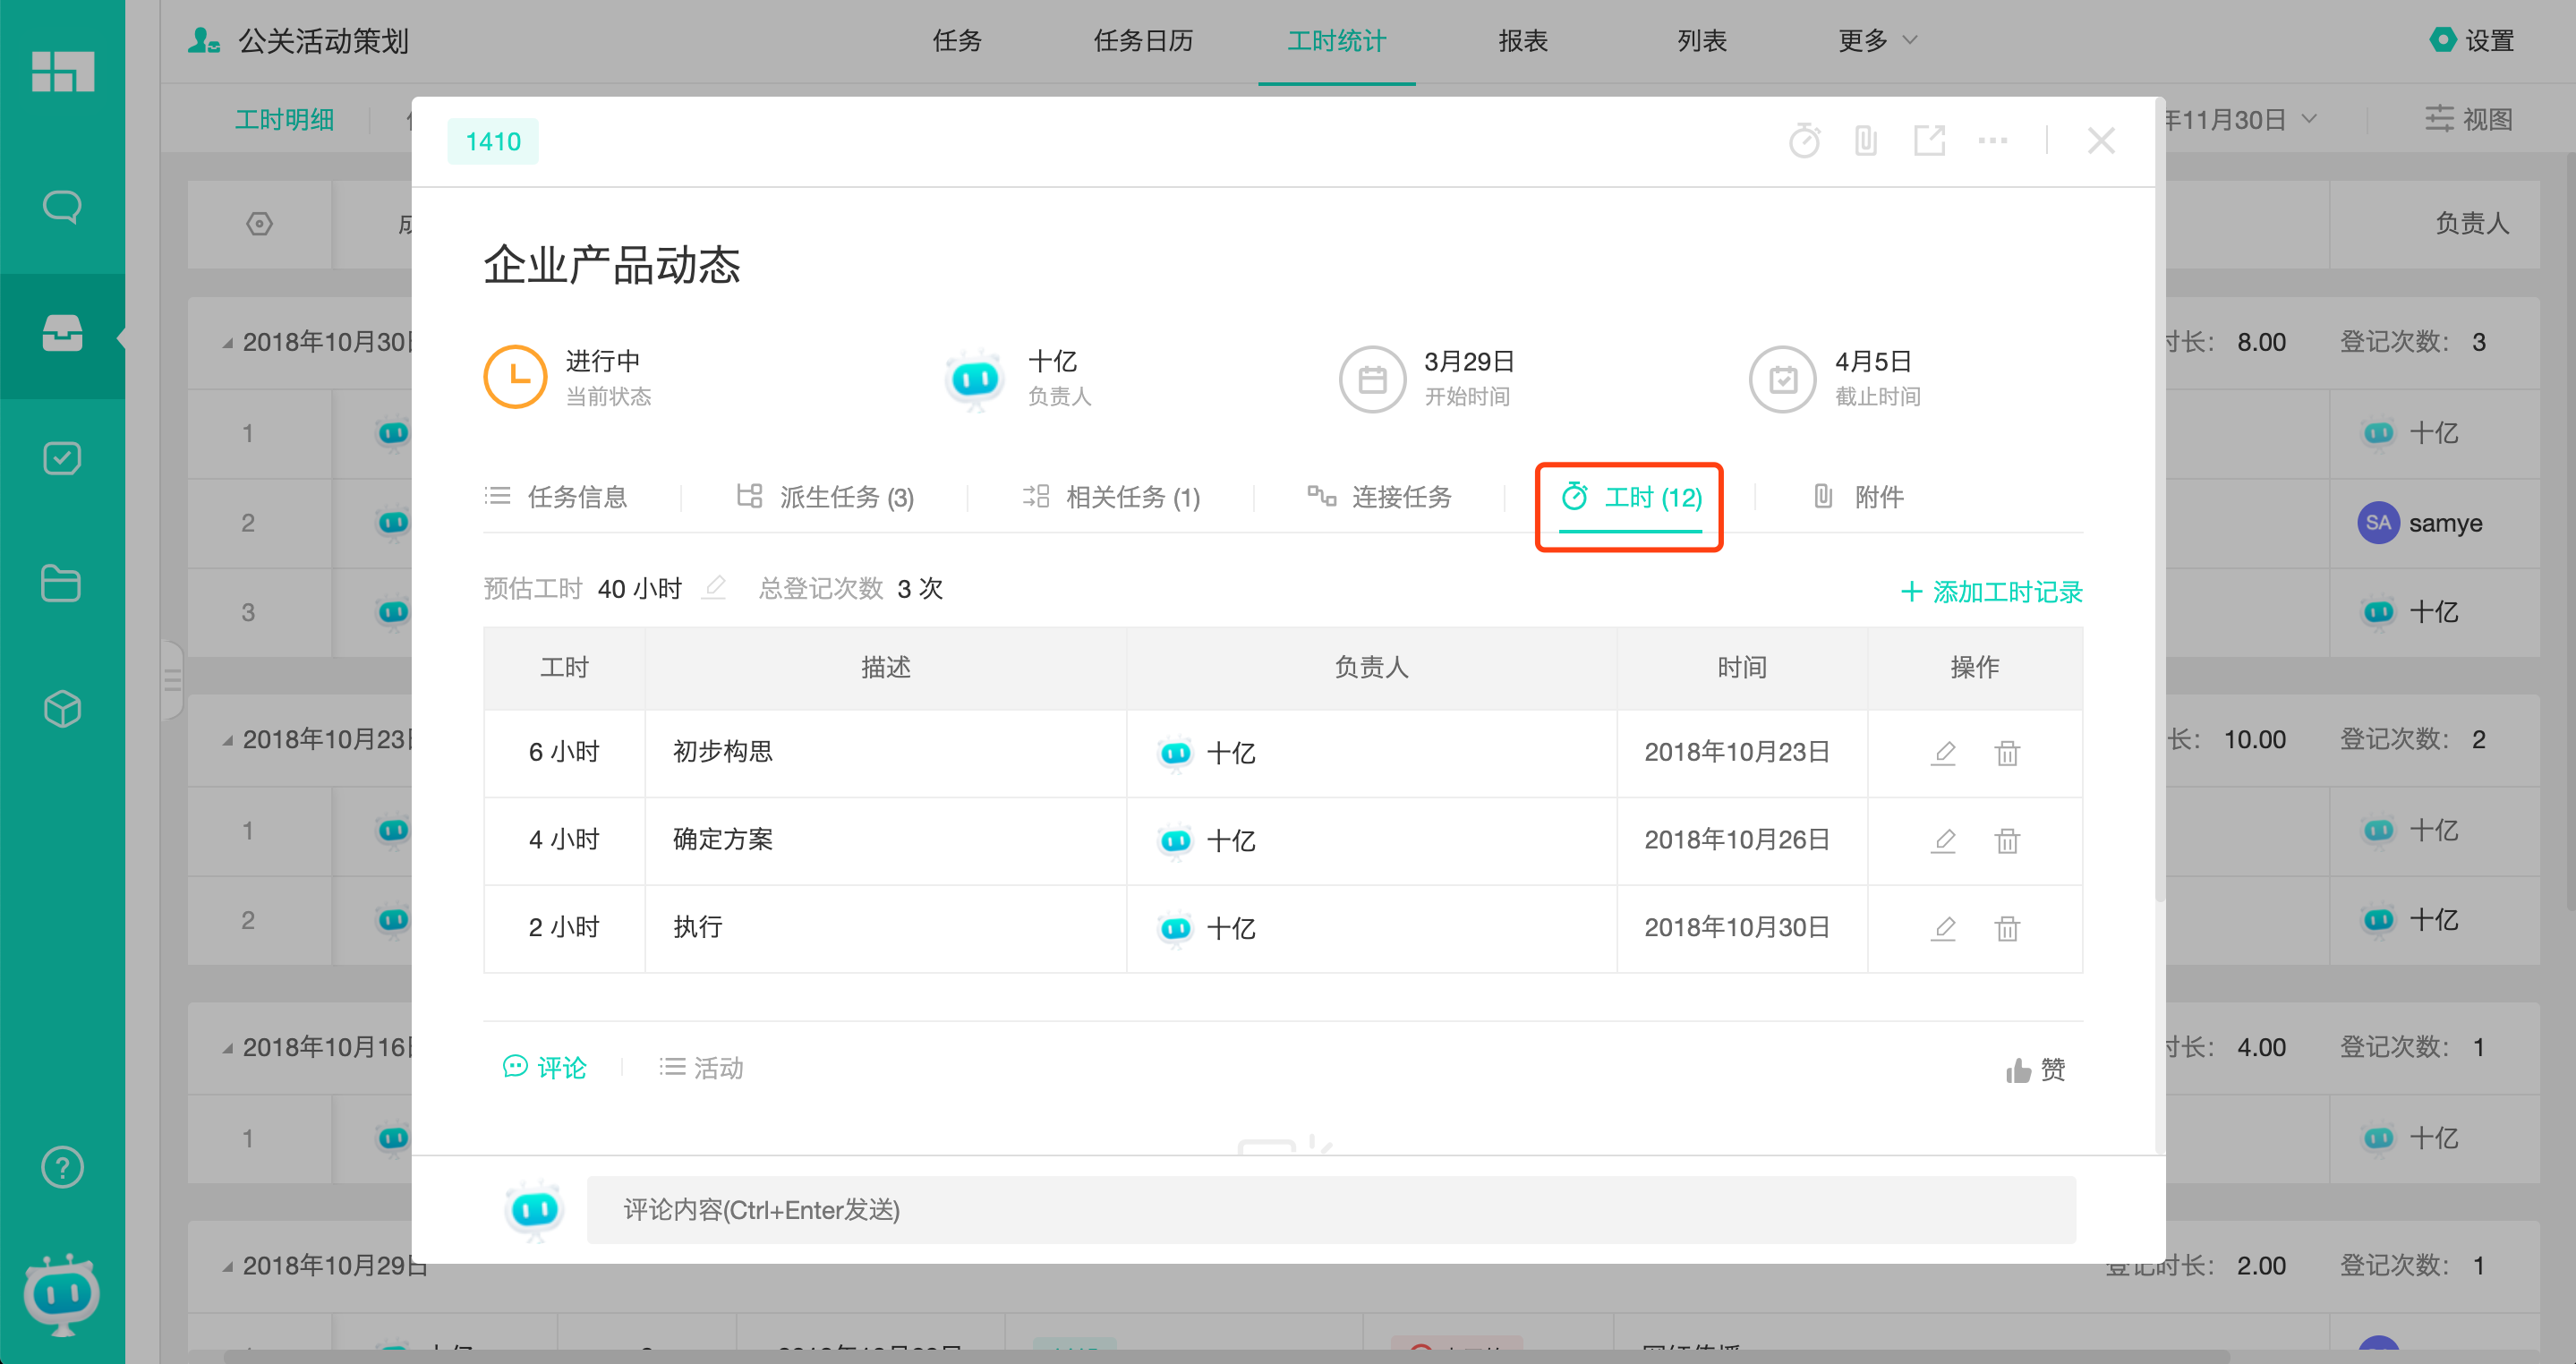 公关活动策划
任务 任务日历 工时统计 报表 列表 更多
设置
工时明细
年11月30日
视图
负责人
2018年10月30日
时长: 8.00 登记次数: 3
1 十亿
2 SA samye
3 十亿
2018年10月23日
长: 10.00 登记次数: 2
1 十亿
2 十亿
2018年10月16日
时长: 4.00 登记次数: 1
1 十亿
2018年10月29日
登记时长: 2.00 登记次数: 1
1410
企业产品动态
进行中 十亿 3月29日 4月5日
当前状态 负责人 开始时间 截止时间
任务信息 派生任务 (3) 相关任务 (1) 连接任务 工时 (12) 附件
预估工时 40 小时 总登记次数 3 次
+ 添加工时记录
工时 描述 负责人 时间 操作
6 小时 初步构思 十亿 2018年10月23日
4 小时 确定方案 十亿 2018年10月26日
2 小时 执行 十亿 2018年10月30日
评论 活动 赞
评论内容(Ctrl+Enter发送)